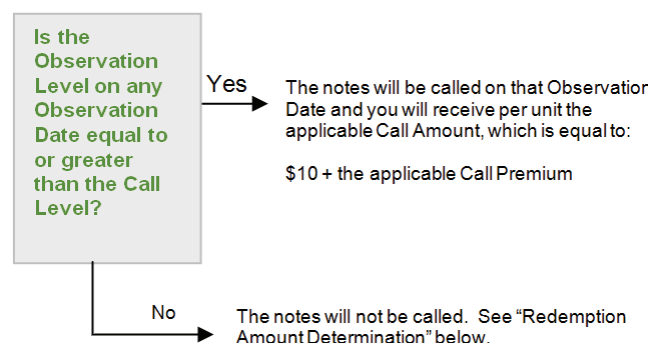 Is the
Observation
Level on any
Observation
Date equal to
or greater
than the Call
Level?
Yes
The notes will be called on that Observation
Date and you will receive per unit the
applicable Call Amount, which is equal to:
$10 + the applicable Call Premium
No
The notes will not be called. See “Redemption
Amount Determination” below.